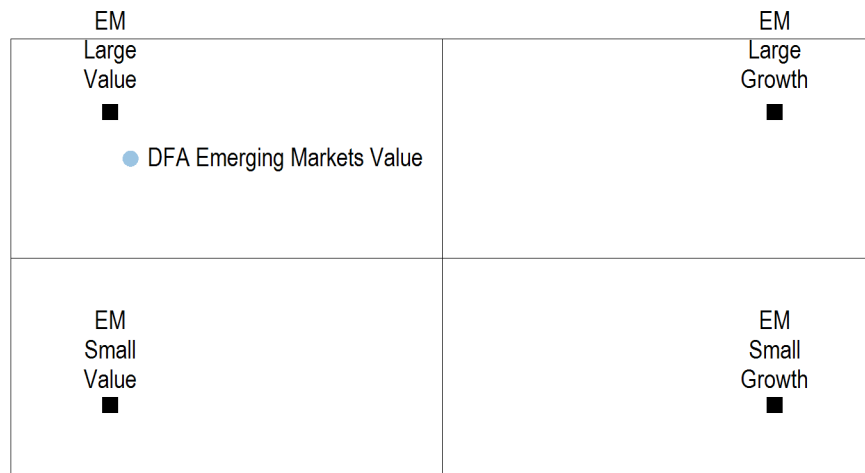 EM
Large
Value
EM
Large
Growth
DFA Emerging Markets Value
EM
Small
Value
EM
Small
Growth